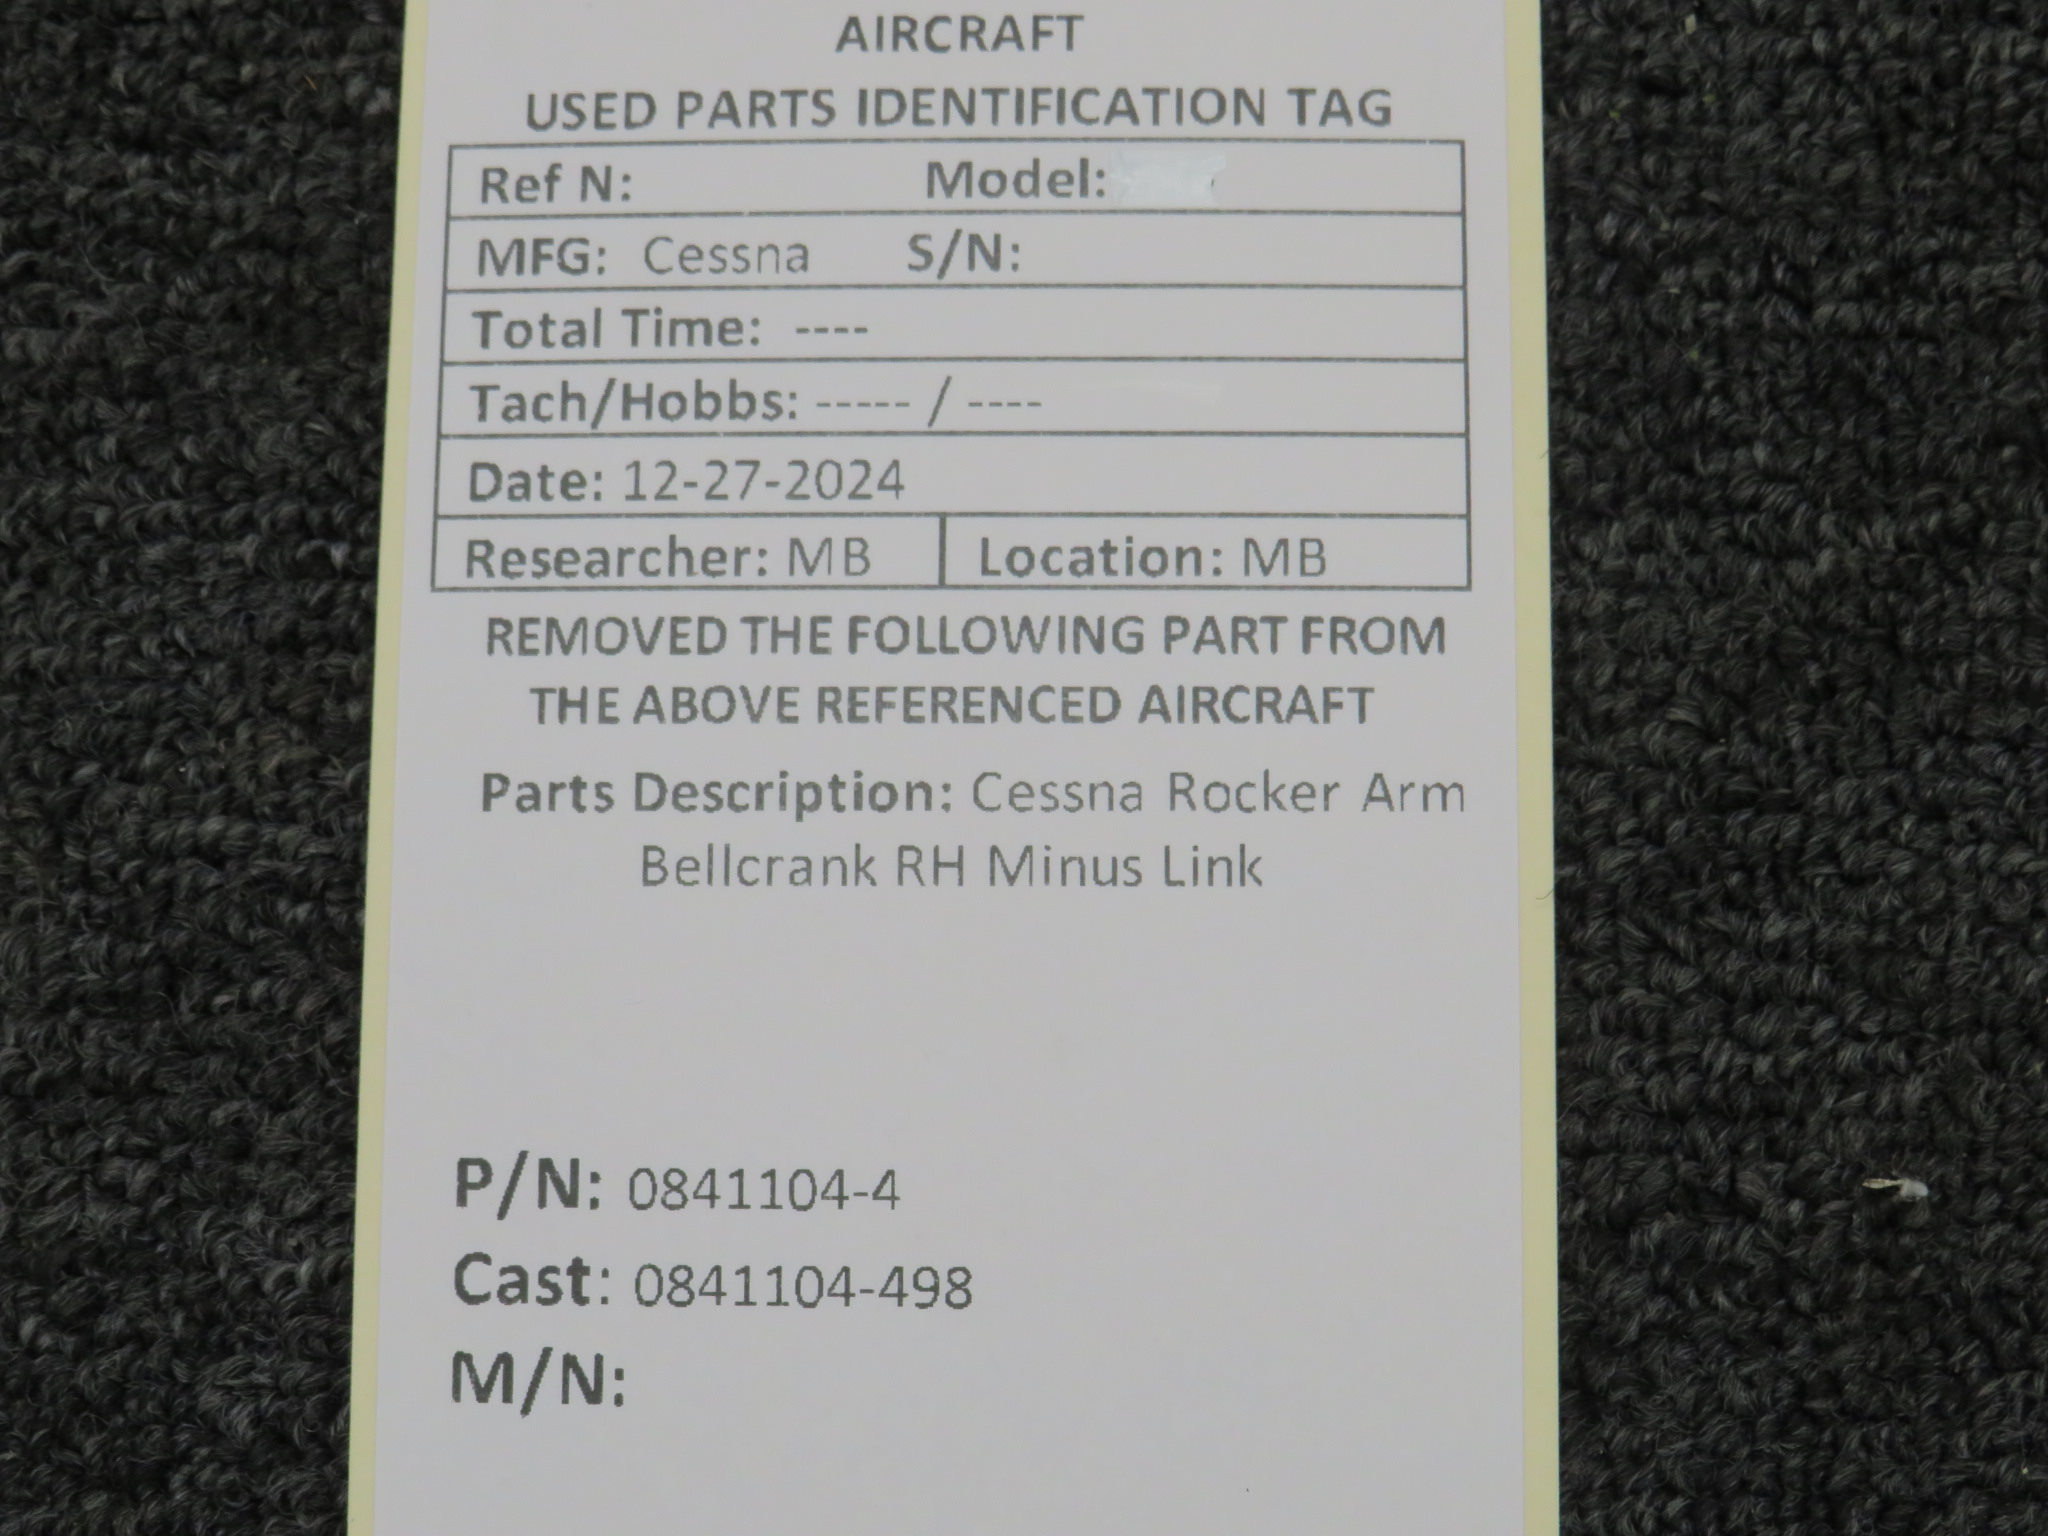 AIRCRAFT
USED PARTS IDENTIFICATION TAG
Ref N: Model:
MFG: Cessna S/N:
Total Time: ----
Tach/Hobbs: ----- / ----
Date: 12-27-2024
Researcher: MB Location: MB
REMOVED THE FOLLOWING PART FROM
THE ABOVE REFERENCED AIRCRAFT
Parts Description: Cessna Rocker Arm
Bellcrank RH Minus Link
P/N: 0841104-4
Cast: 0841104-498
M/N: